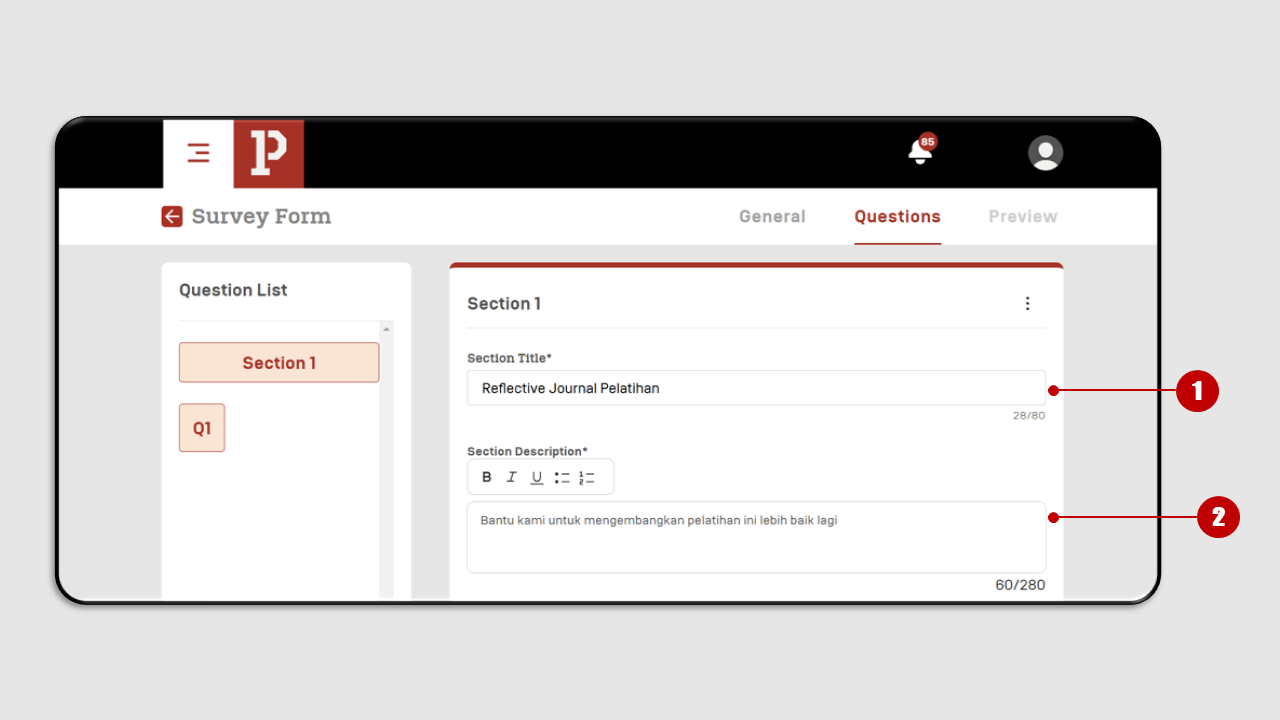 P
85
Survey Form
General
Questions
Preview
Question List
Section 1
Q1
Section 1
Section Title*
Reflective Journal Pelatihan
1
28/80
Section Description*
B I U
Bantu kami untuk mengembangkan pelatihan ini lebih baik lagi
2
60/280